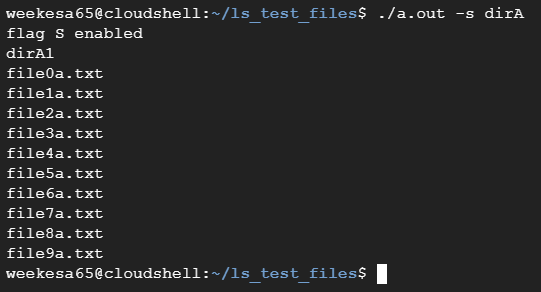 weekesa65@cloudshell:~/ls_test_files$ ./a.out -s dirA
flag S enabled
dirA1
file0a.txt
file1a.txt
file2a.txt
file3a.txt
file4a.txt
file5a.txt
file6a.txt
file7a.txt
file8a.txt
file9a.txt
weekesa65@cloudshell:~/ls_test_files$